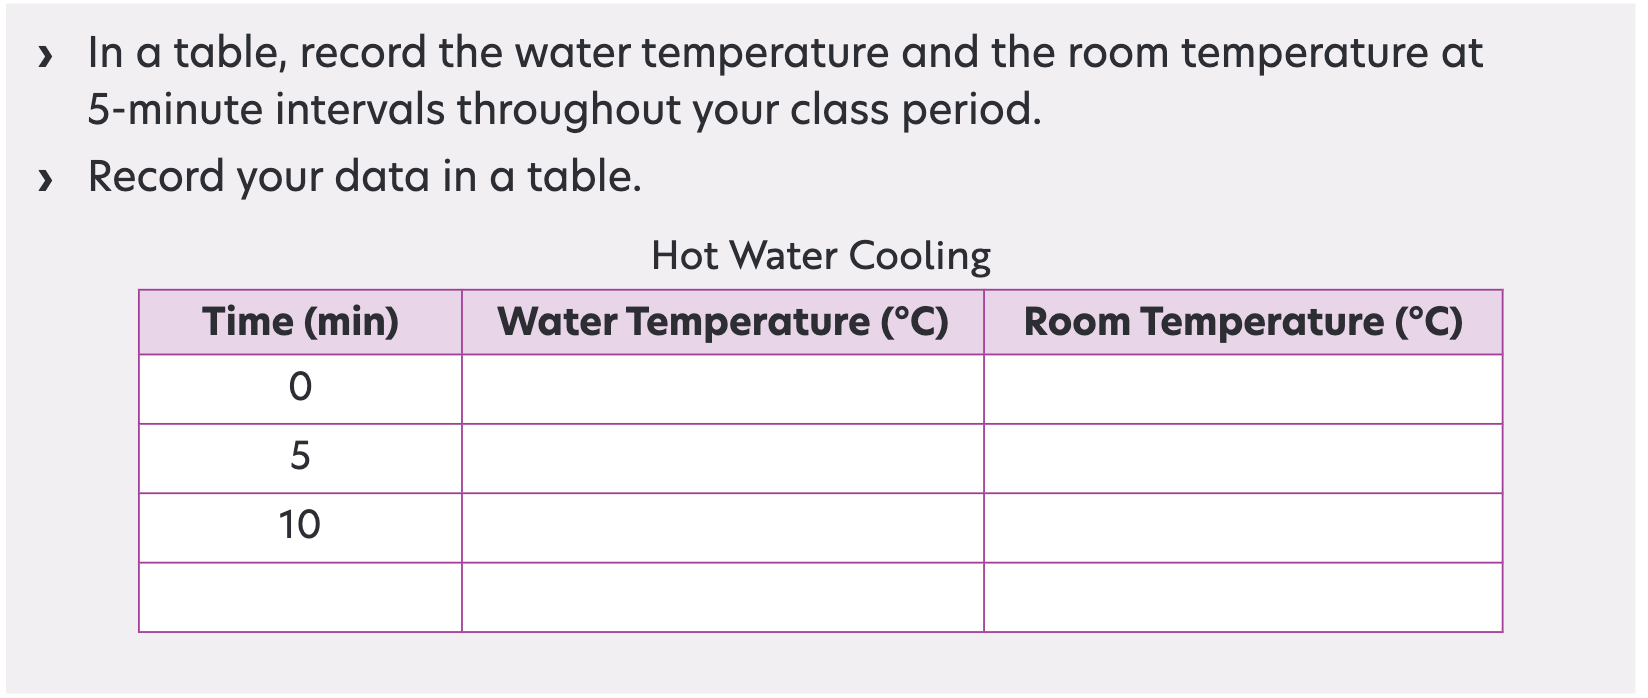 › In a table, record the water temperature and the room temperature at
5-minute intervals throughout your class period.
› Record your data in a table.
Hot Water Cooling
Time (min) Water Temperature (°C) Room Temperature (°C)
0
5
10